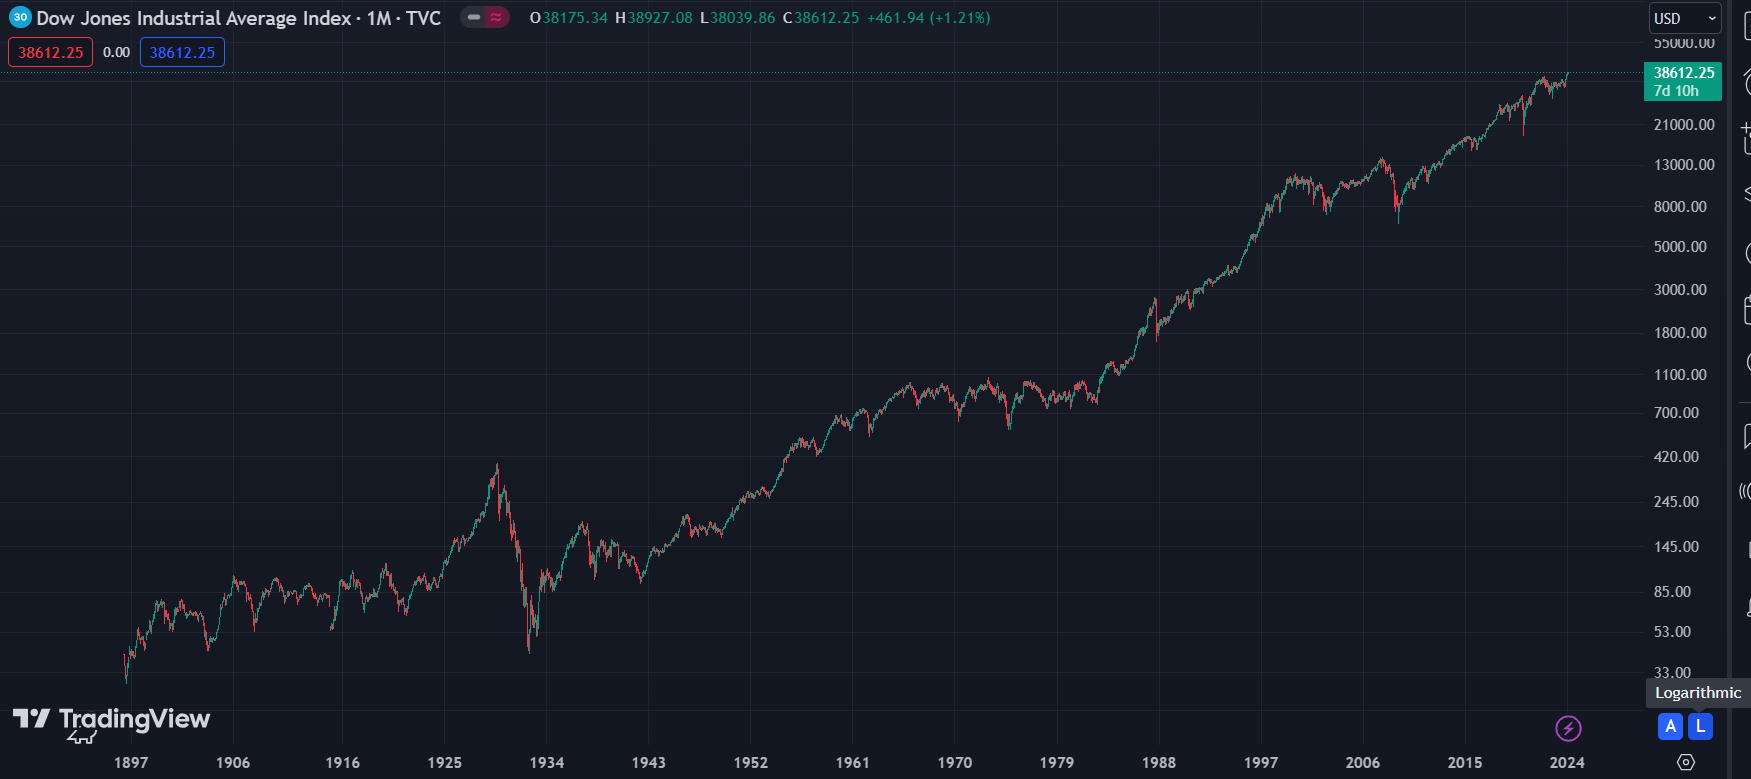 30 Dow Jones Industrial Average Index · 1M · TVC O38175.34 H38927.08 L38039.86 C38612.25 +461.94 (+1.21%)
USD
38612.25 0.00 38612.25
55000.00
38612.25
7d 10h
21000.00
13000.00
8000.00
5000.00
3000.00
1800.00
1100.00
700.00
420.00
245.00
145.00
85.00
53.00
33.00
Logarithmic
TradingView
A L
1897 1906 1916 1925 1934 1943 1952 1961 1970 1979 1988 1997 2006 2015 2024